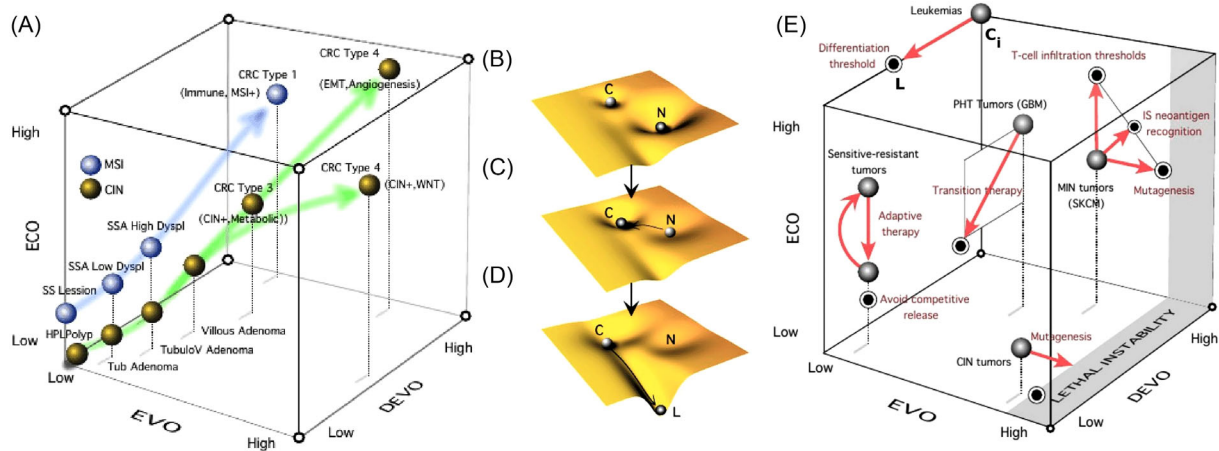 (A)
CRC Type 4
(EMT,Angiogenesis)
CRC Type 1
(Immune, MSI+)
High
MSI
CIN
CRC Type 4
(CIN+,WNT)
CRC Type 3
(CIN+,Metabolic))
ECO
SSA High Dyspl
SSA Low Dyspl
SS Lession
HPLPolyp
Villous Adenoma
TubuloV Adenoma
Tub Adenoma
Low
Low
High
EVO
DEVO
High
Low
(B)
C
N
(C)
C
N
(D)
C
N
L
(E)
Leukemias
Ci
Differentiation
threshold
L
T-cell infiltration thresholds
PHT Tumors (GBM)
IS neoantigen
recognition
High
Sensitive-resistant
tumors
Transition therapy
MIN tumors
(SKCM)
Mutagenesis
Adaptive
therapy
ECO
Avoid competitive
release
Low
Mutagenesis
CIN tumors
LETHAL INSTABILITY
High
Low
DEVO
EVO
High
Low